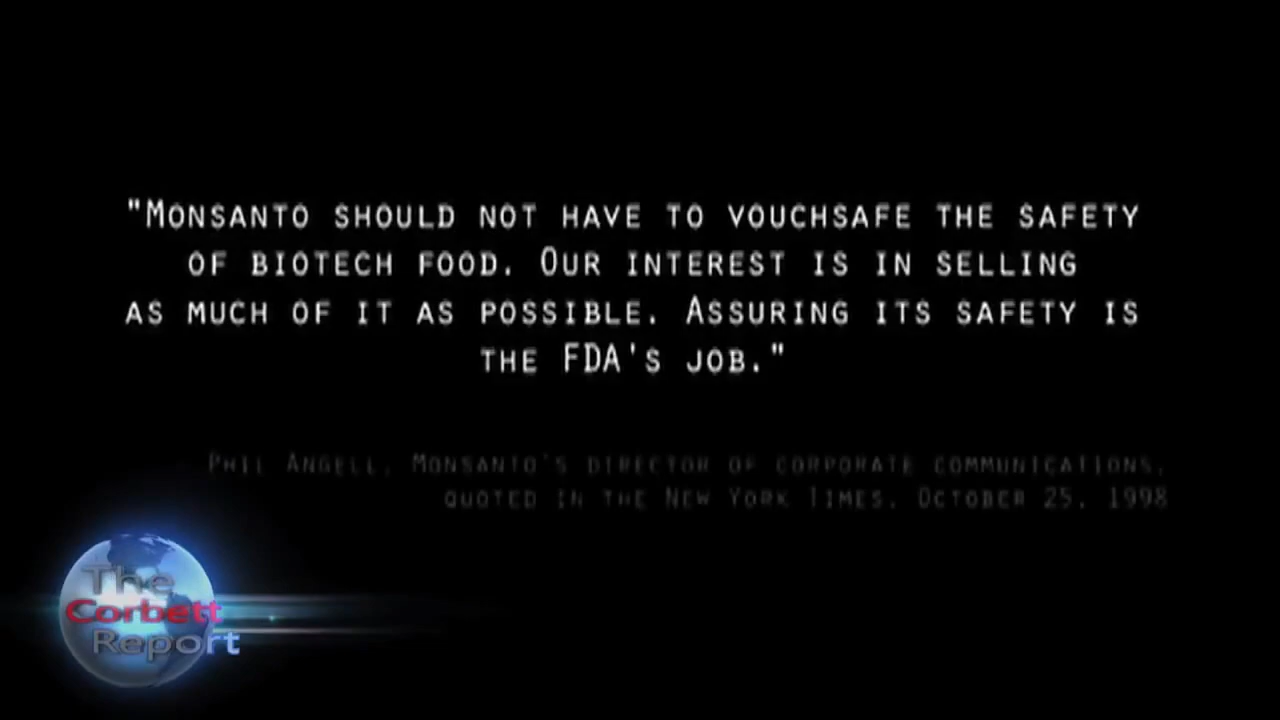 "Monsanto should not have to vouchsafe the safety
of biotech food. Our interest is in selling
as much of it as possible. Assuring its safety is
the FDA's job."
Phil Angell, Monsanto's director of corporate communications,
quoted in the New York Times, October 25, 1998
The
Corbett
Report